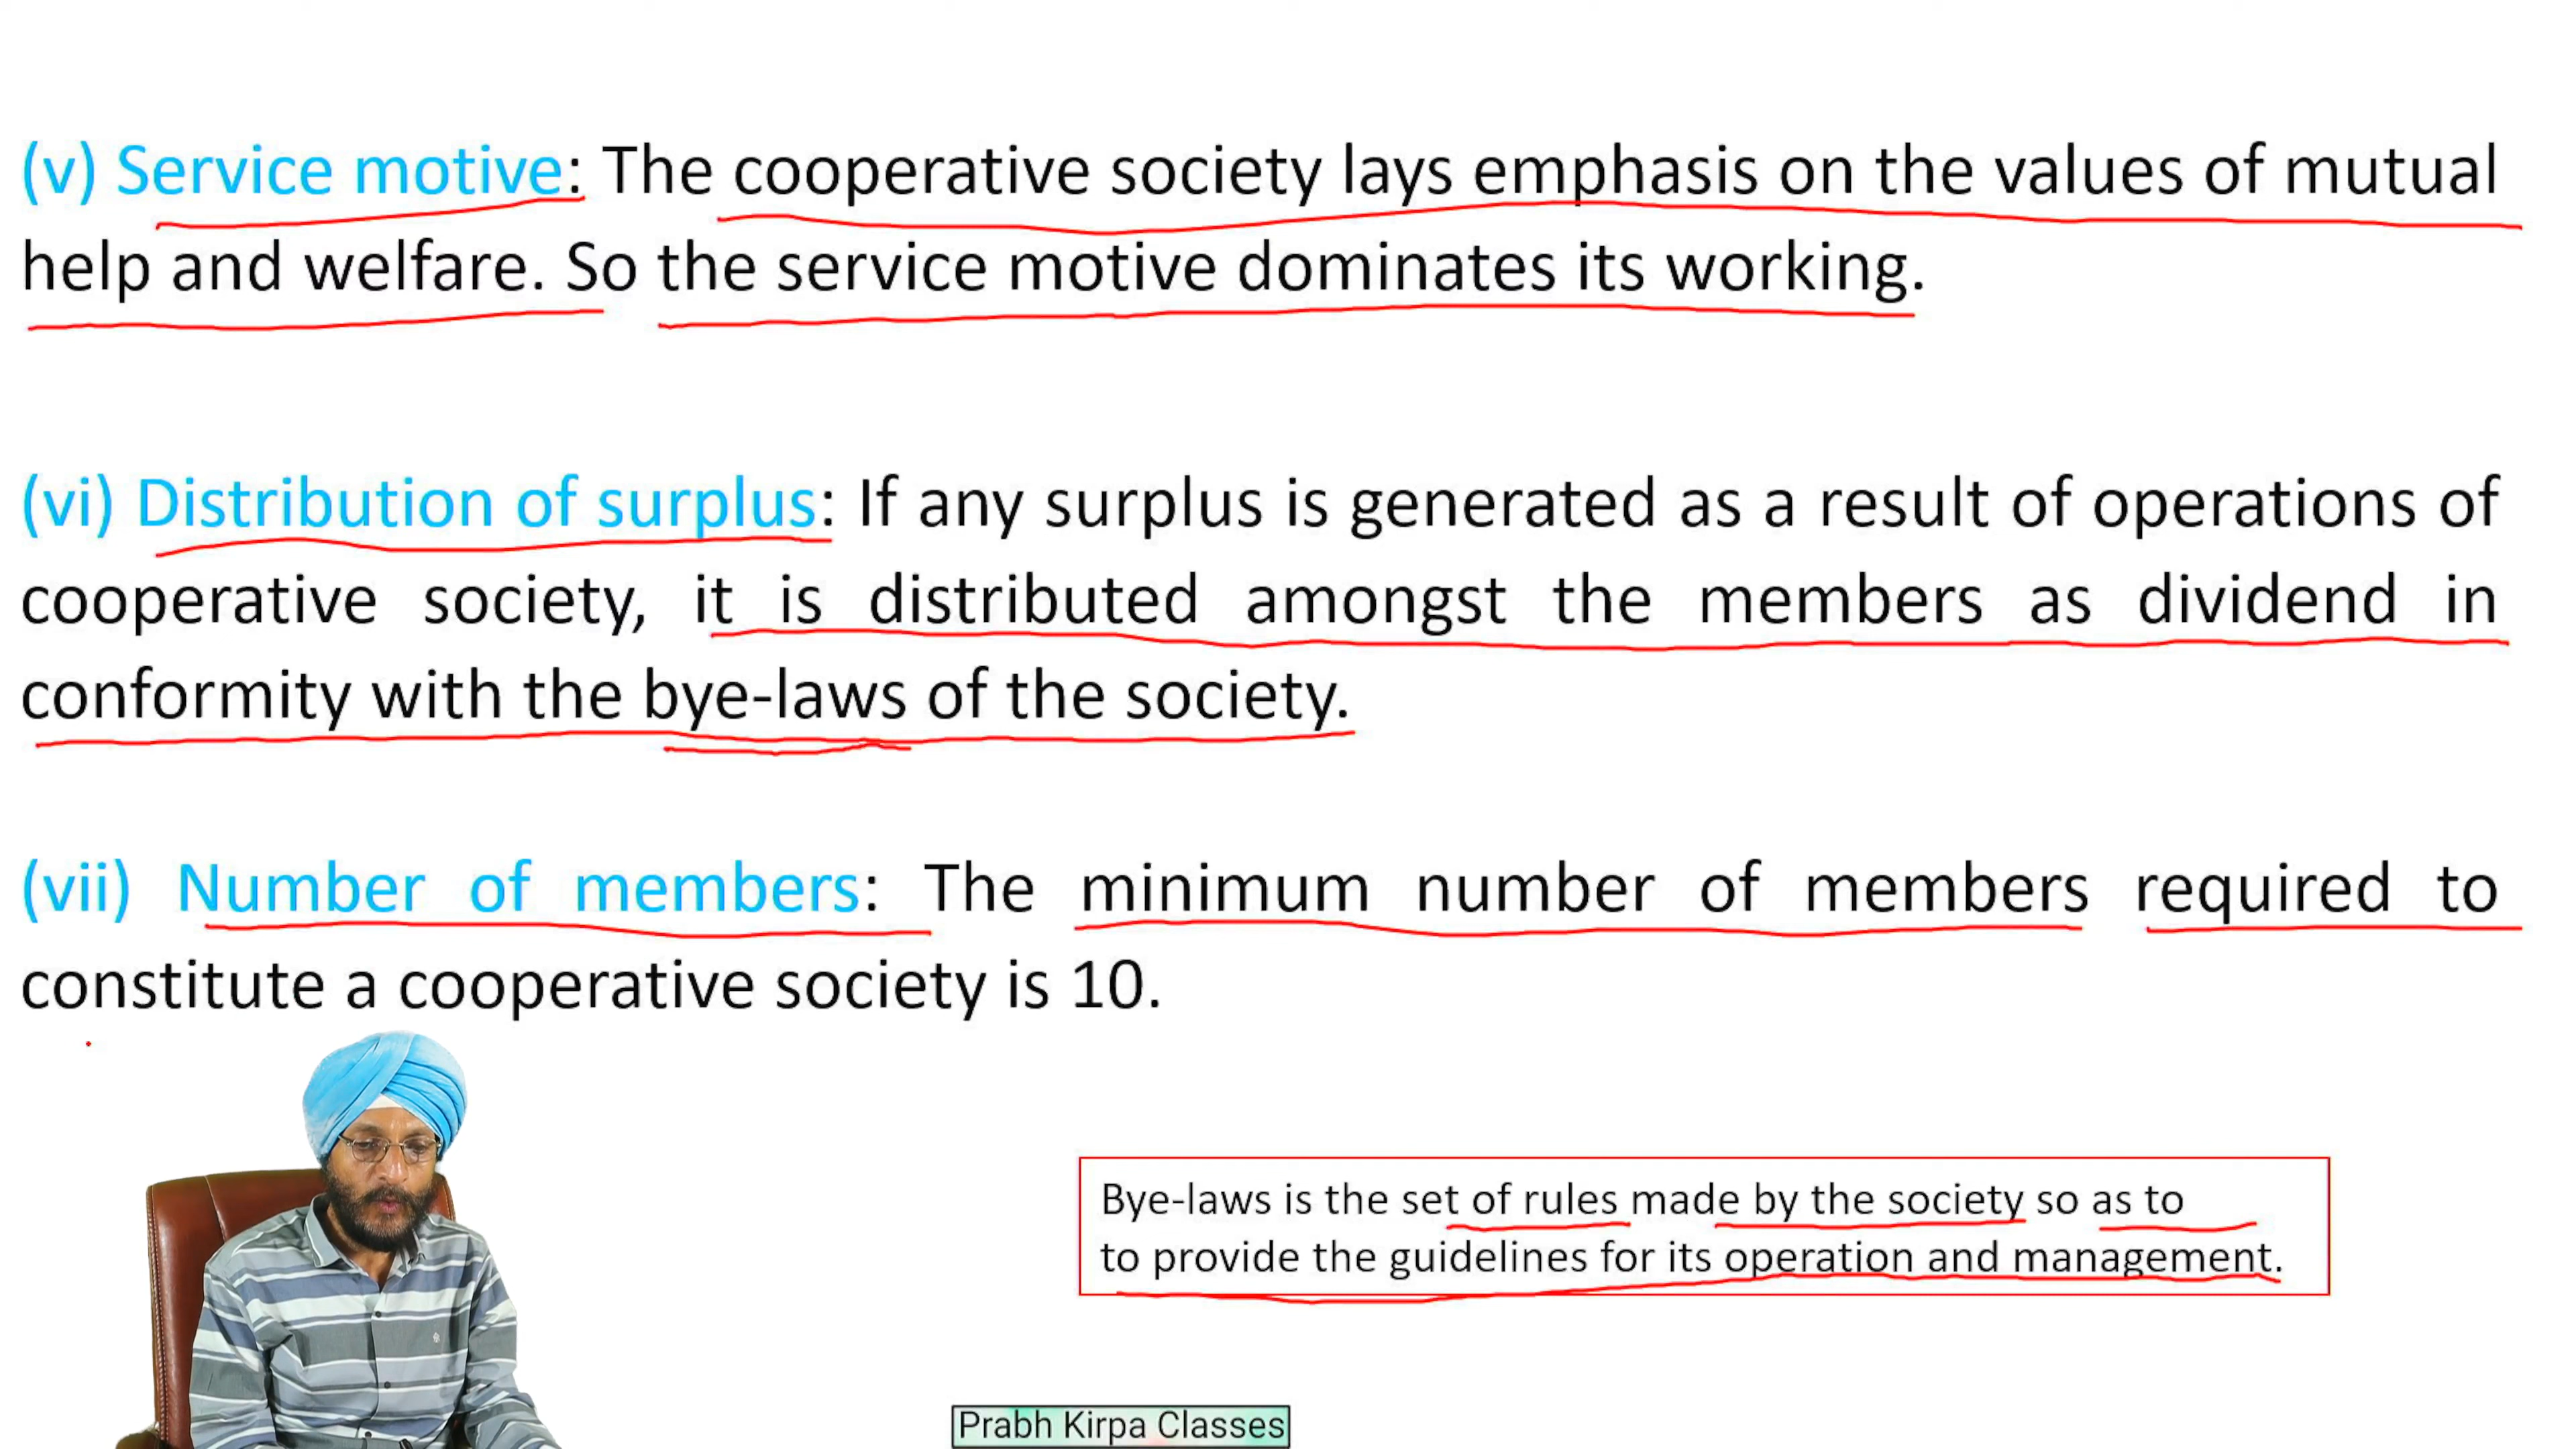 (v) Service motive: The cooperative society lays emphasis on the values of mutual
help and welfare. So the service motive dominates its working.
(vi) Distribution of surplus: If any surplus is generated as a result of operations of
cooperative society, it is distributed amongst the members as dividend in
conformity with the bye-laws of the society.
(vii) Number of members: The minimum number of members required to
constitute a cooperative society is 10.
Bye-laws is the set of rules made by the society so as to
to provide the guidelines for its operation and management.
Prabh Kirpa Classes